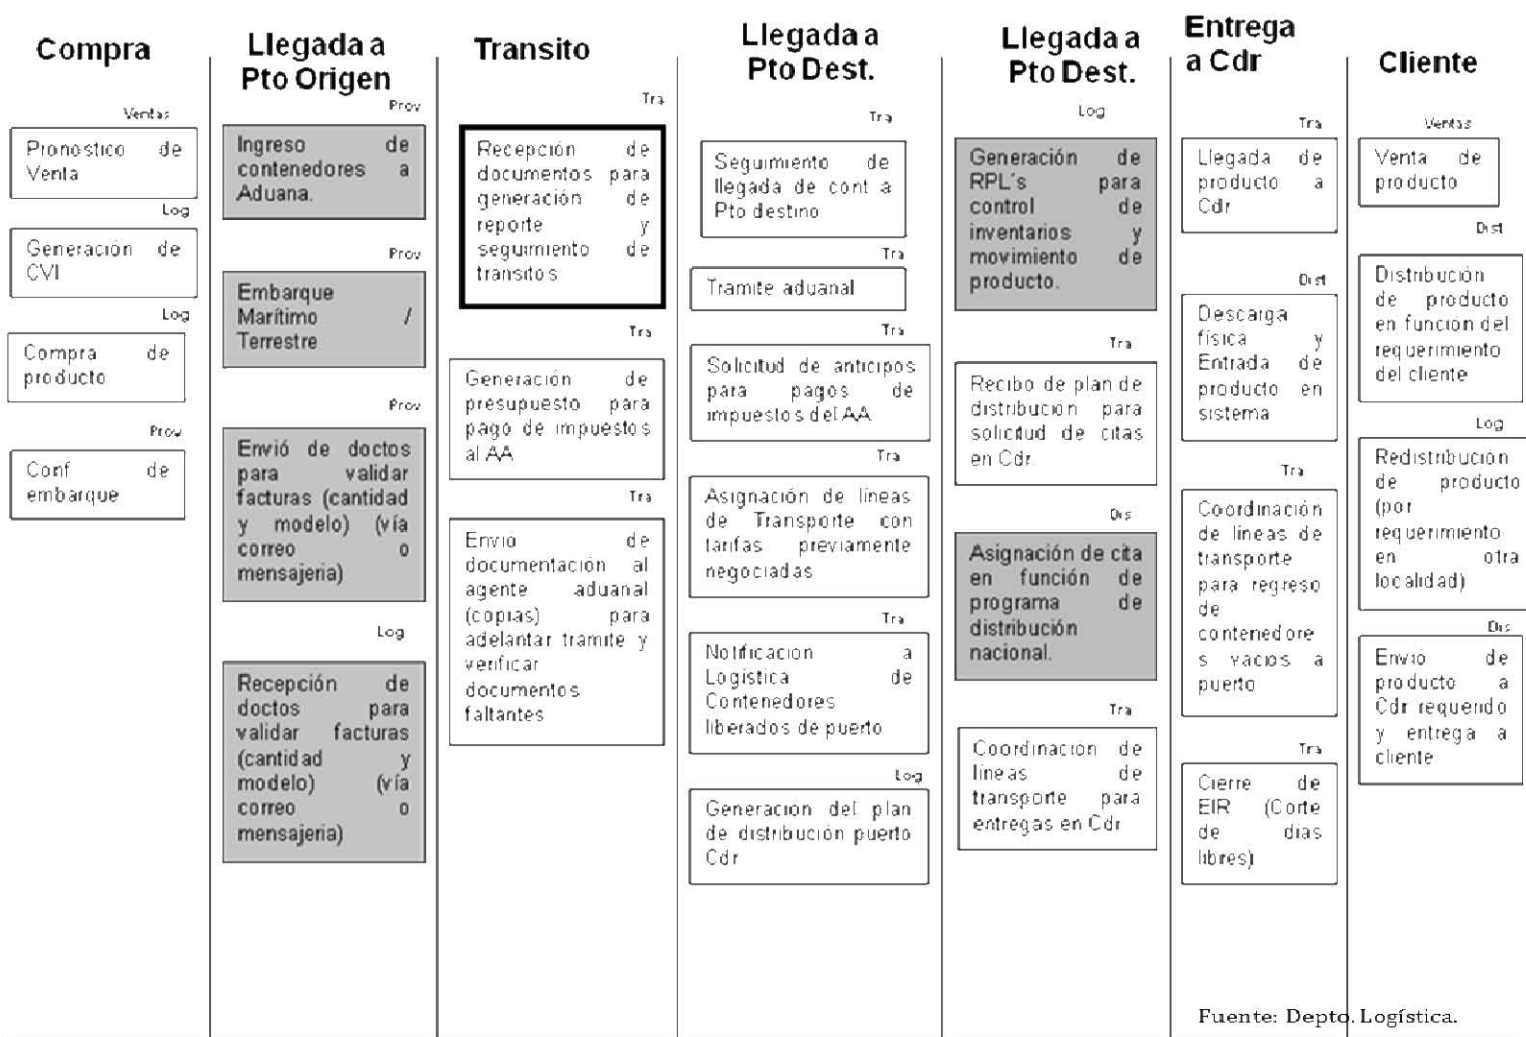 Compra
Ventas
Pronostico de
Venta
Log
Generación de
CVI
Log
Compra de
producto
Prov
Conf de
embarque
Llegada a
Pto Origen
Prov
Ingreso de
contenedores a
Aduana.
Prov
Embarque
Marítimo /
Terrestre
Prov
Envió de doctos
para validar
facturas (cantidad
y modelo) (vía
correo o
mensajeria)
Log
Recepción de
doctos para
validar facturas
(cantidad y
modelo) (vía
correo o
mensajeria)
Transito
Tra
Recepción de
documentos para
generación de
reporte y
seguimiento de
transitos
Tra
Generación de
presupuesto para
pago de impuestos
al AA
Tra
Envió de
documentación al
agente aduanal
(copias) para
adelantar tramite y
verificar
documentos
faltantes
Llegada a
Pto Dest.
Tra
Seguimiento de
llegada de cont a
Pto destino
Tra
Tramite aduanal
Tra
Solicitud de anticipos
para pagos de
impuestos del AA
Tra
Asignación de líneas
de Transporte con
tarifas previamente
negociadas
Tra
Notificacion a
Logística de
Contenedores
liberados de puerto
Log
Generacion del plan
de distribución puerto
Cdr
Llegada a
Pto Dest.
Log
Generación de
RPL´s para
control de
inventarios y
movimiento de
producto.
Tra
Recibo de plan de
distribución para
solicitud de citas
en Cdr.
Dis
Asignación de cita
en función de
programa de
distribución
nacional.
Tra
Coordinación de
líneas de
transporte para
entregas en Cdr
Entrega
a Cdr
Tra
Llegada de
producto a
Cdr
Dist
Descarga
física y
Entrada de
producto en
sistema
Tra
Coordinación
de líneas de
transporte
para regreso
de
contenedore
s vacios a
puerto
Tra
Cierre de
EIR (Corte
de dias
libres)
Cliente
Ventas
Venta de
producto
Dist
Distribución
de producto
en función del
requerimiento
del cliente
Log
Redistribución
de producto
(por
requerimiento
en otra
localidad)
Dis
Envió de
producto a
Cdr requerido
y entrega a
cliente
Fuente: Depto. Logística.